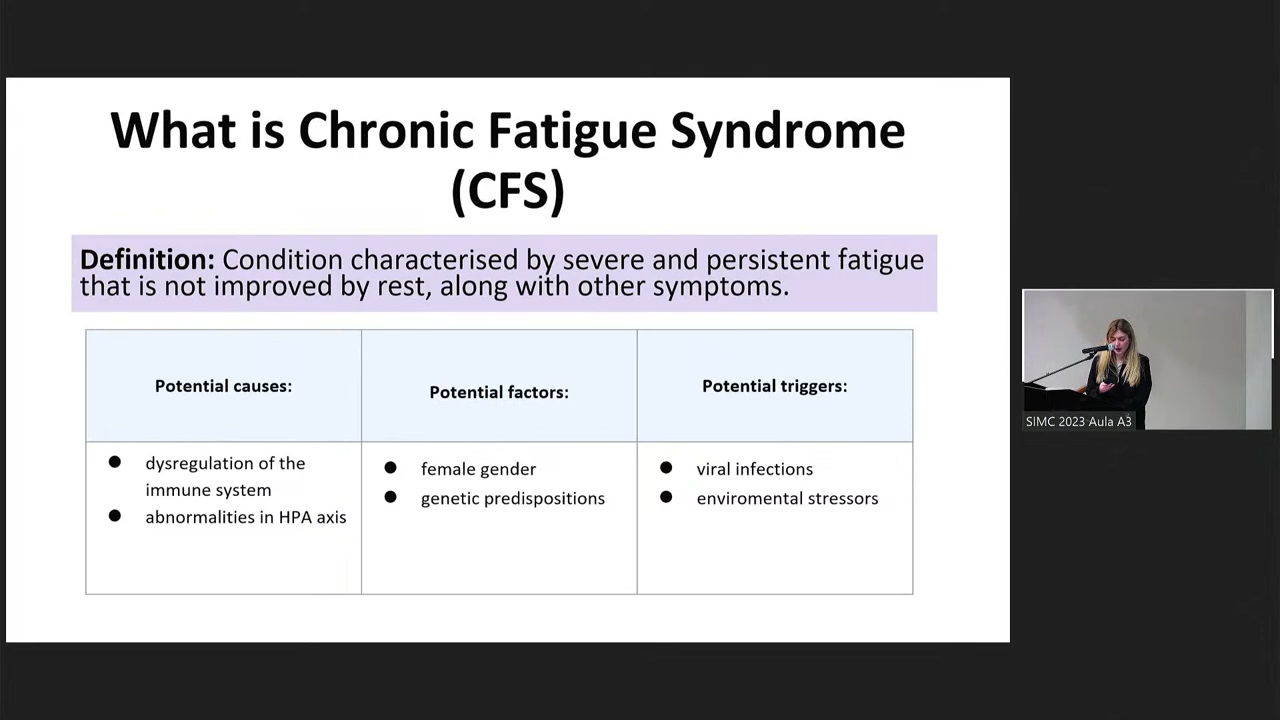 What is Chronic Fatigue Syndrome
(CFS)
Definition: Condition characterised by severe and persistent fatigue
that is not improved by rest, along with other symptoms.
Potential causes:
Potential factors:
Potential triggers:
● dysregulation of the
immune system
● abnormalities in HPA axis
● female gender
● genetic predispositions
● viral infections
● enviromental stressors
SIMC 2023 Aula A3